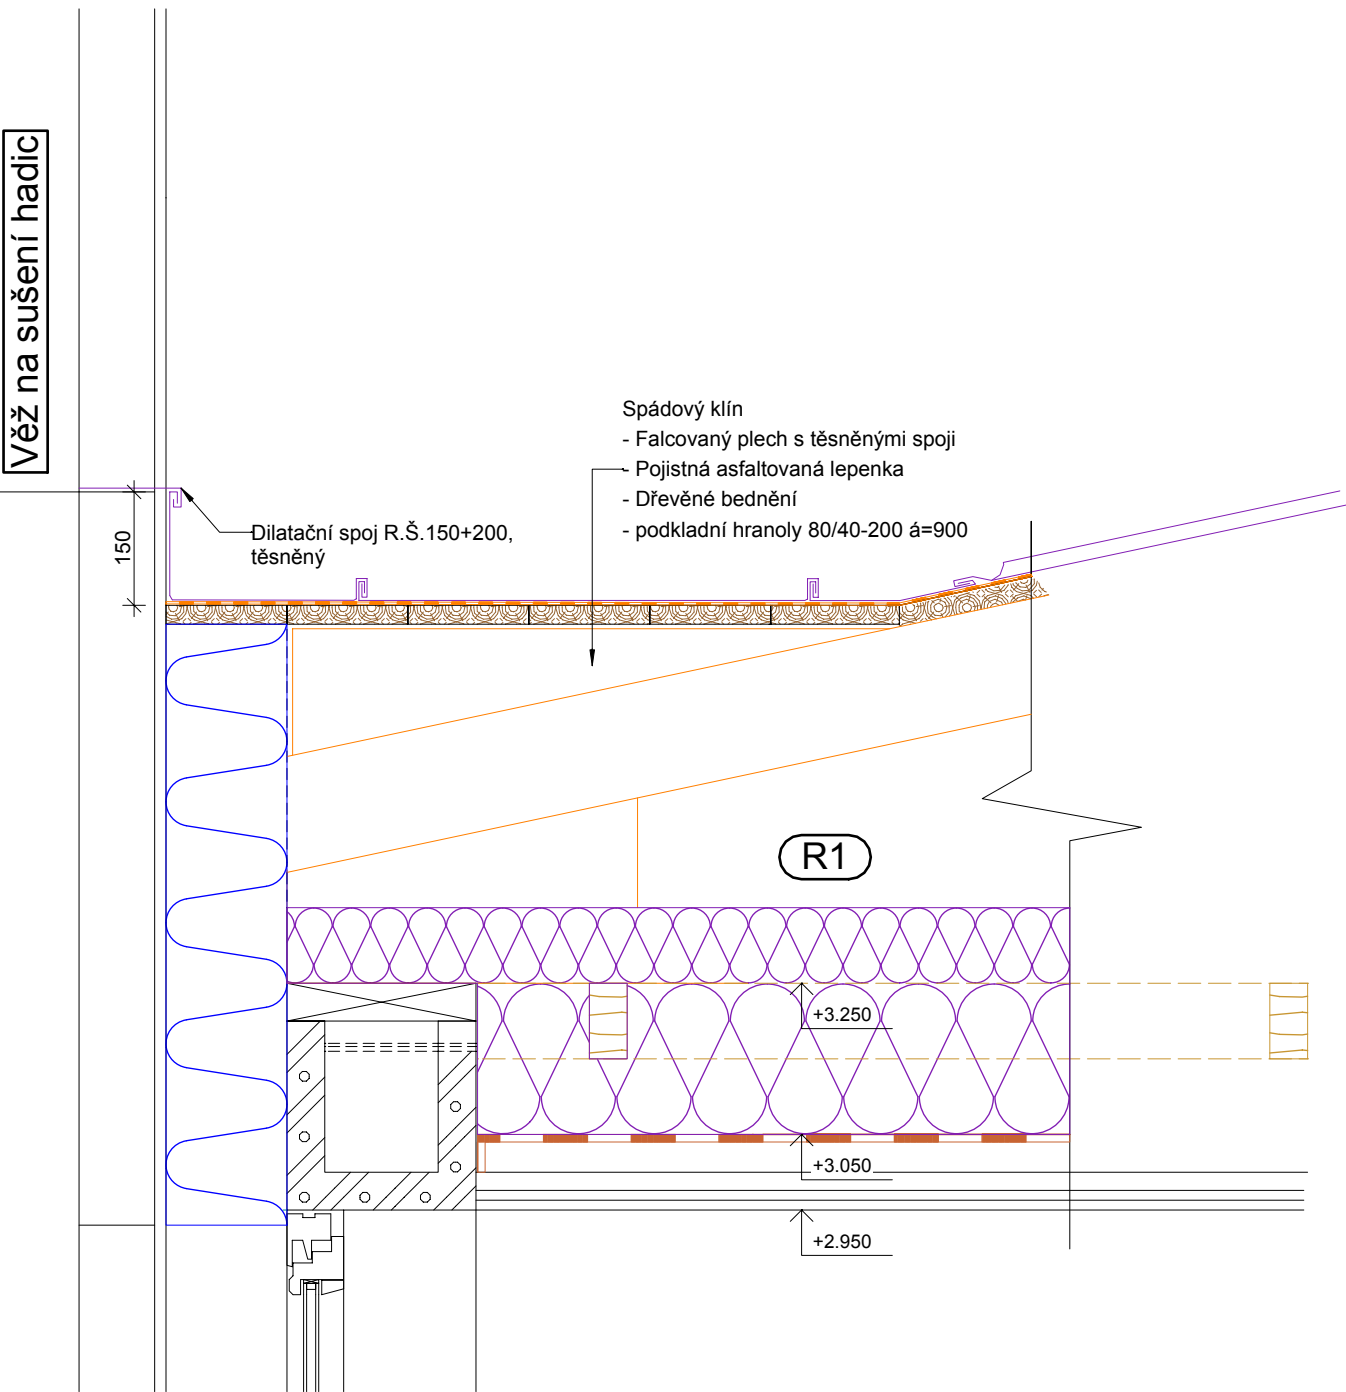 Věž na sušení hadic
Spádový klín
- Falcovaný plech s těsněnými spoji
- Pojistná asfaltovaná lepenka
- Dřevěné bednění
- podkladní hranoly 80/40-200 á=900
Dilatační spoj R.Š.150+200,
těsněný
150
R1
+3.250
+3.050
+2.950